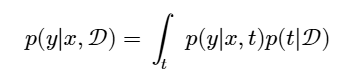 p(y|x, 𝒟) = ∫_t p(y|x, t)p(t|𝒟)